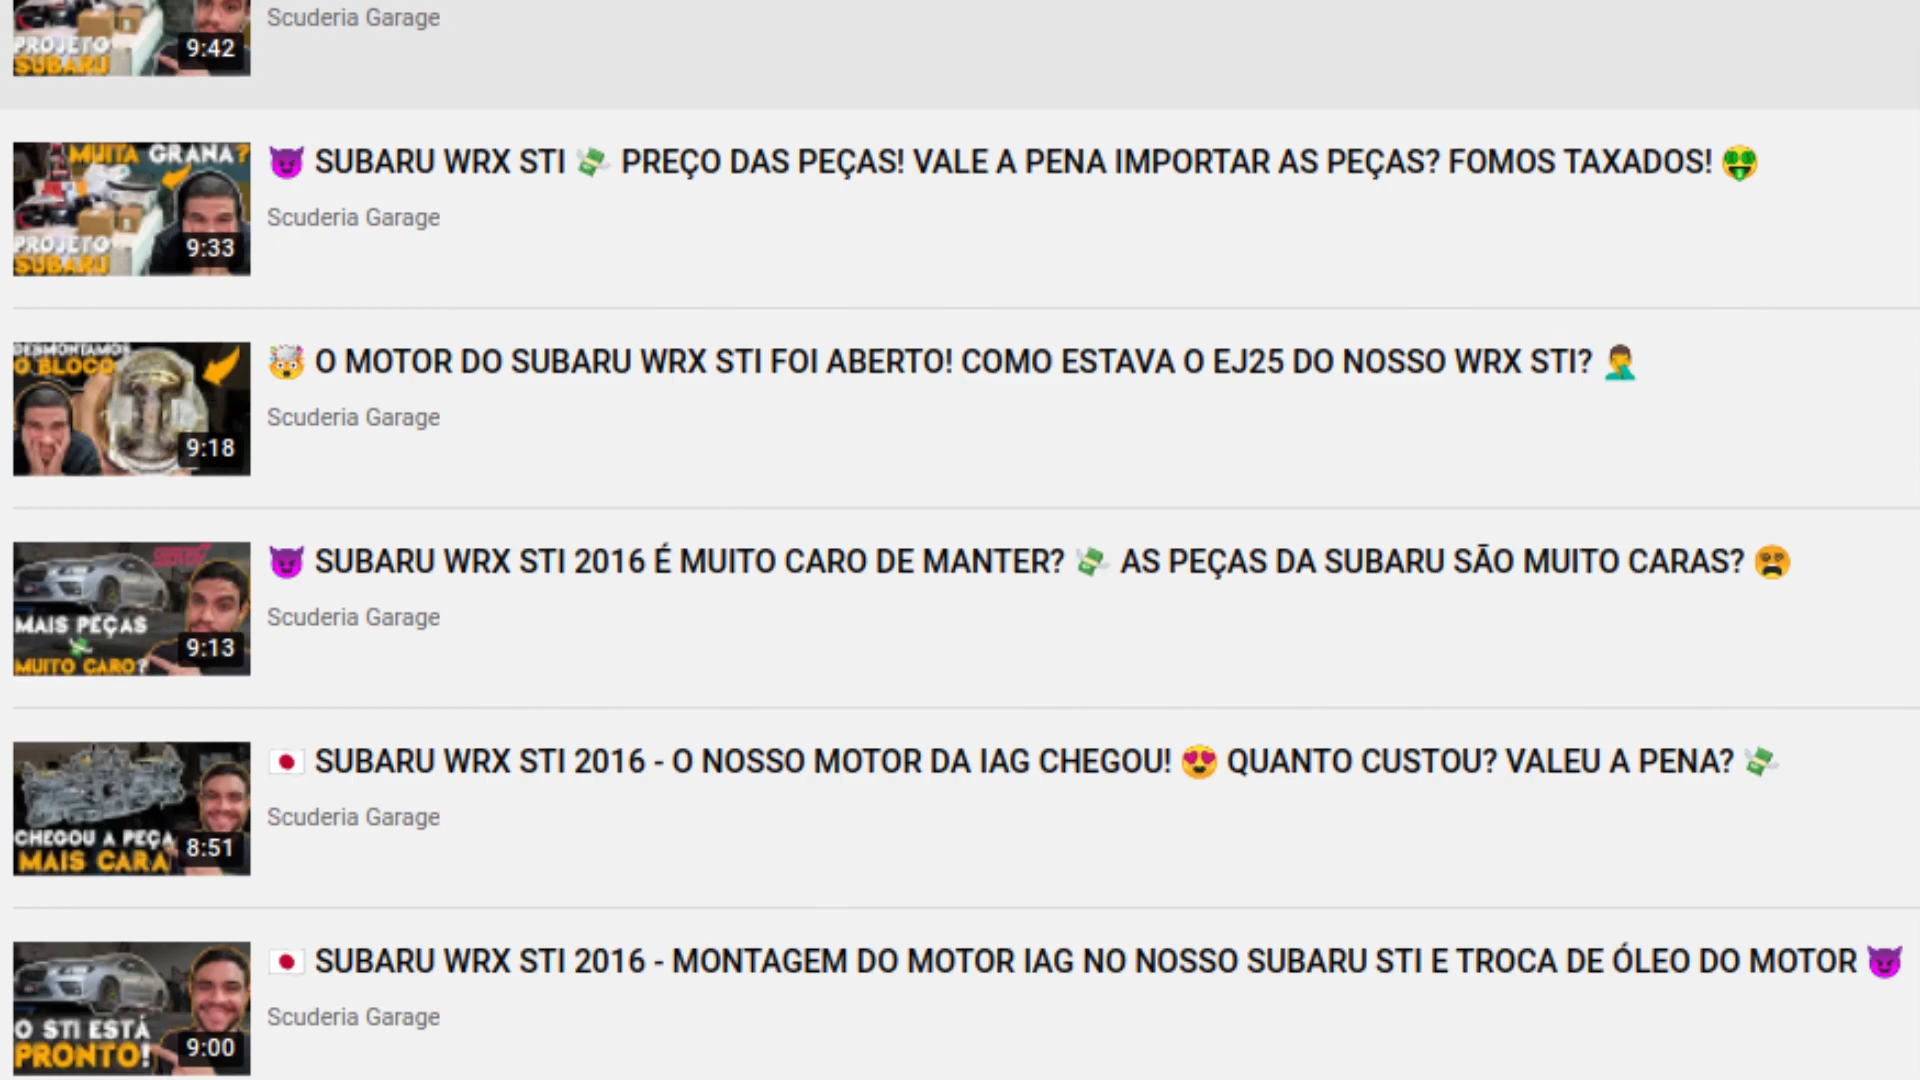 Scuderia Garage
PROJETO
9:42
SUBARU
MUITA GRANA?
😈 SUBARU WRX STI 💸 PREÇO DAS PEÇAS! VALE A PENA IMPORTAR AS PEÇAS? FOMOS TAXADOS! 🤑
Scuderia Garage
PROJETO
9:33
SUBARU
DESMONTAMOS
O BLOCO
🤯 O MOTOR DO SUBARU WRX STI FOI ABERTO! COMO ESTAVA O EJ25 DO NOSSO WRX STI? 🤦‍♂️
Scuderia Garage
9:18
😈 SUBARU WRX STI 2016 É MUITO CARO DE MANTER? 💸 AS PEÇAS DA SUBARU SÃO MUITO CARAS? 😩
Scuderia Garage
MAIS PEÇAS
9:13
MUITO CARO?
🇯🇵 SUBARU WRX STI 2016 - O NOSSO MOTOR DA IAG CHEGOU! 😍 QUANTO CUSTOU? VALEU A PENA? 💸
Scuderia Garage
CHEGOU A PEÇA
8:51
MAIS CARA
🇯🇵 SUBARU WRX STI 2016 - MONTAGEM DO MOTOR IAG NO NOSSO SUBARU STI E TROCA DE ÓLEO DO MOTOR 😈
Scuderia Garage
O STI ESTÁ
9:00
PRONTO!